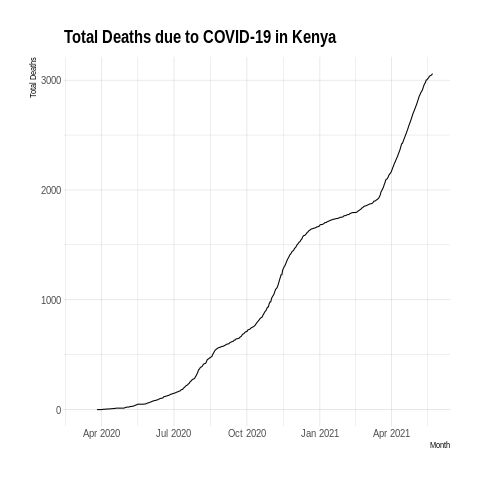 Total Deaths due to COVID-19 in Kenya
Total Deaths
3000
2000
1000
0
Apr 2020 Jul 2020 Oct 2020 Jan 2021 Apr 2021
Month